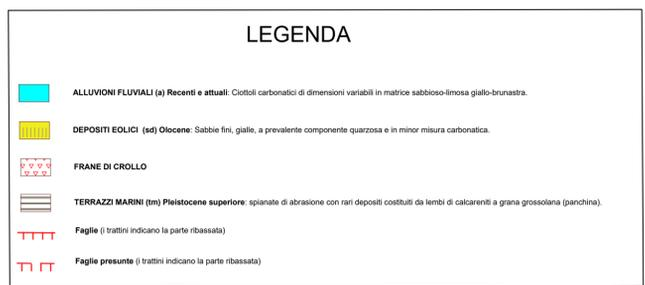 LEGENDA
ALLUVIONI FLUVIALI (a) Recenti e attuali: Ciottoli carbonatici di dimensioni variabili in matrice sabbioso-limosa giallo-brunastra.
DEPOSITI EOLICI (sd) Olocene: Sabbie fini, gialle, a prevalente componente quarzosa e in minor misura carbonatica.
FRANE DI CROLLO
TERRAZZI MARINI (tm) Pleistocene superiore: spianate di abrasione con rari depositi costituiti da lembi di calcareniti a grana grossolana (panchina).
Faglie (i trattini indicano la parte ribassata)
Faglie presunte (i trattini indicano la parte ribassata)